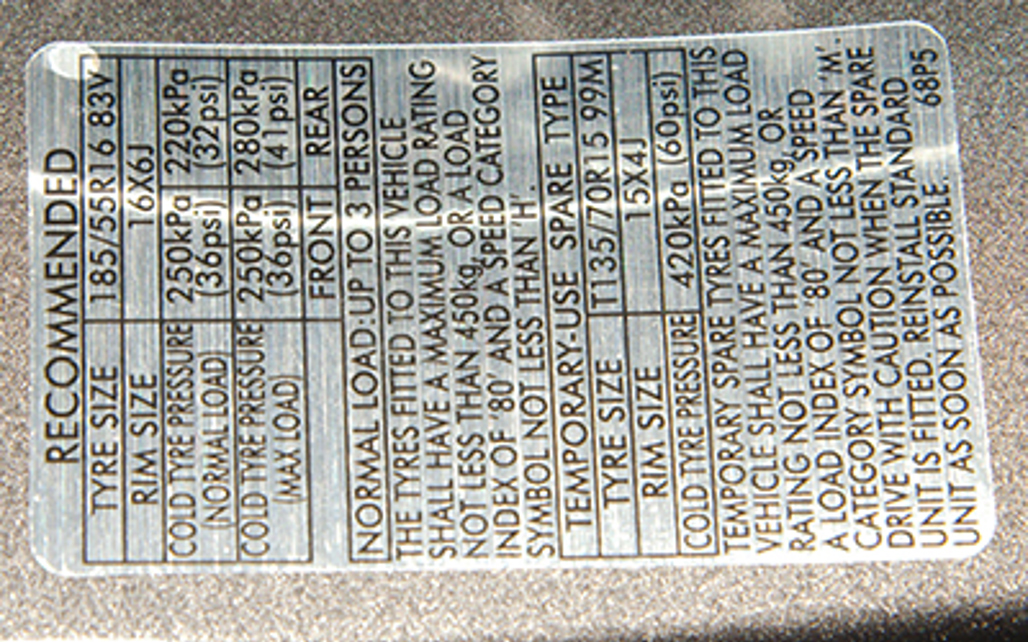 RECOMMENDED
TYRE SIZE 185/55R16 83V
RIM SIZE 16X6J
COLD TYRE PRESSURE 250kPa 220kPa
(NORMAL LOAD) (36psi) (32psi)
COLD TYRE PRESSURE 250kPa 280kPa
(MAX LOAD) (36psi) (41psi)
FRONT REAR
NORMAL LOAD:UP TO 3 PERSONS
THE TYRES FITTED TO THIS VEHICLE
SHALL HAVE A MAXIMUM LOAD RATING
NOT LESS THAN 450kg, OR A LOAD
INDEX OF '80' AND A SPEED CATEGORY
SYMBOL NOT LESS THAN 'H'.
TEMPORARY-USE SPARE TYPE
TYRE SIZE T135/70R15 99M
RIM SIZE 15X4J
COLD TYPE PRESSURE 420kPa (60psi)
TEMPORARY SPARE TYRES FITTED TO THIS
VEHICLE SHALL HAVE A MAXIMUM LOAD
RATING NOT LESS THAN 450kg, OR
A LOAD INDEX OF '80' AND A SPEED
CATEGORY SYMBOL NOT LESS THAN 'M'.
DRIVE WITH CAUTION WHEN THE SPARE
UNIT IS FITTED. REINSTALL STANDARD
UNIT AS SOON AS POSSIBLE. 68P5